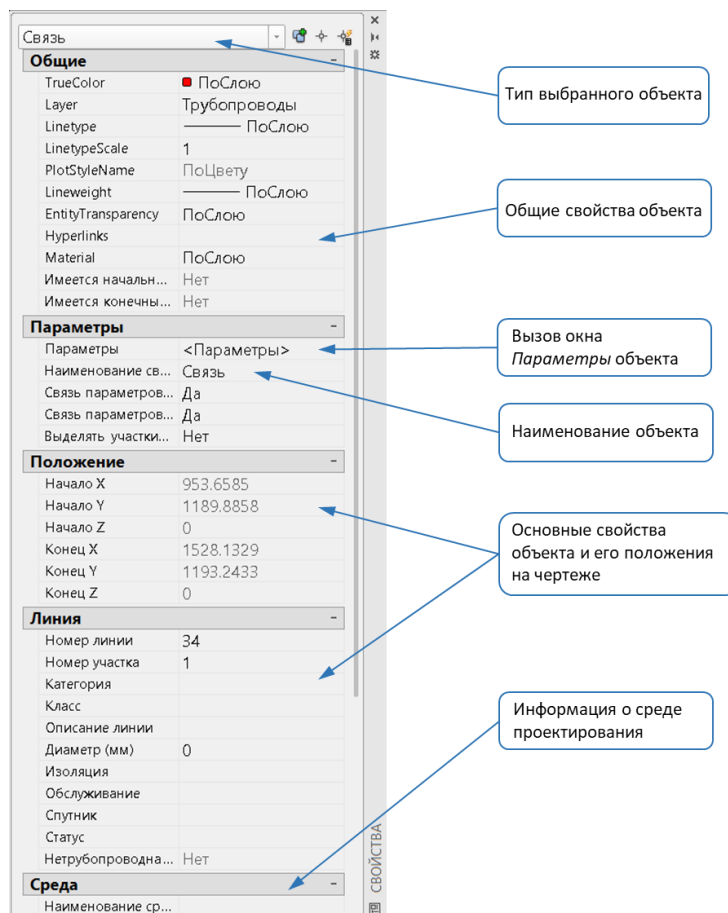 Связь
Общие
TrueColor ПоСлою
Layer Трубопроводы
Linetype ПоСлою
LinetypeScale 1
PlotStyleName ПоЦвету
Lineweight ПоСлою
EntityTransparency ПоСлою
Hyperlinks
Material ПоСлою
Имеется начальн... Нет
Имеется конечны... Нет
Параметры
Параметры <Параметры>
Наименование св... Связь
Связь параметров... Да
Связь параметров... Да
Выделять участки... Нет
Положение
Начало X 953.6585
Начало Y 1189.8858
Начало Z 0
Конец X 1528.1329
Конец Y 1193.2433
Конец Z 0
Линия
Номер линии 34
Номер участка 1
Категория
Класс
Описание линии
Диаметр (мм) 0
Изоляция
Обслуживание
Спутник
Статус
Нетрубопроводна... Нет
Среда
Наименование ср...
СВОЙСТВА
Тип выбранного объекта
Общие свойства объекта
Вызов окна
Параметры объекта
Наименование объекта
Основные свойства
объекта и его положения
на чертеже
Информация о среде
проектирования